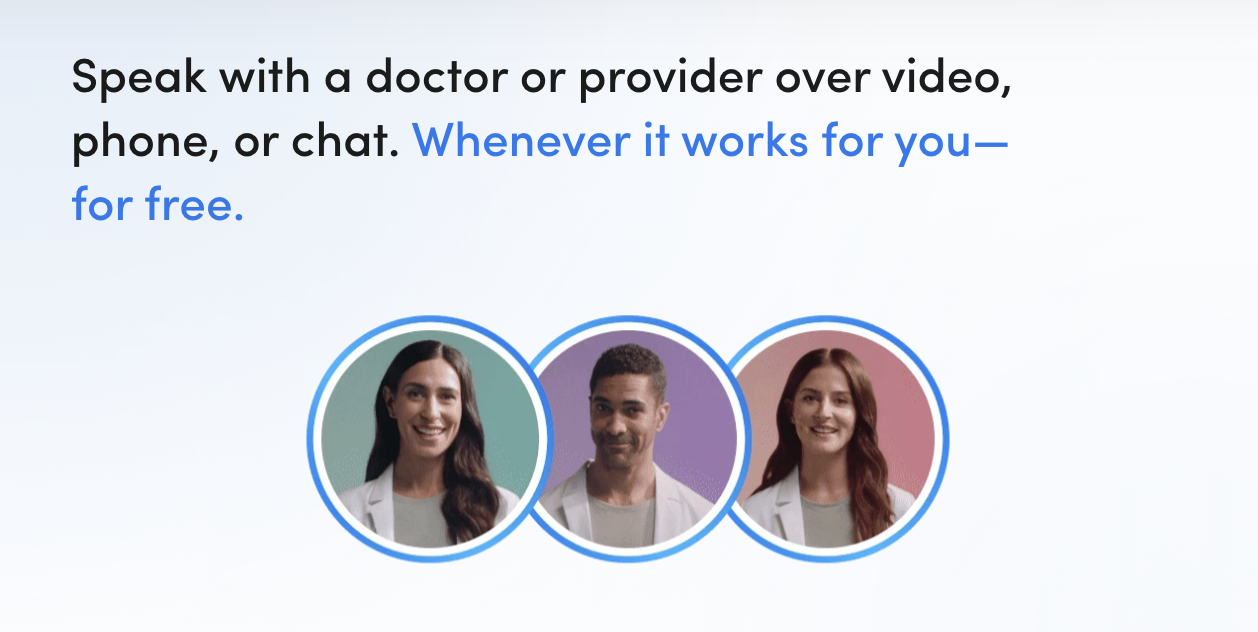 Speak with a doctor or provider over video,
phone, or chat. Whenever it works for you—
for free.